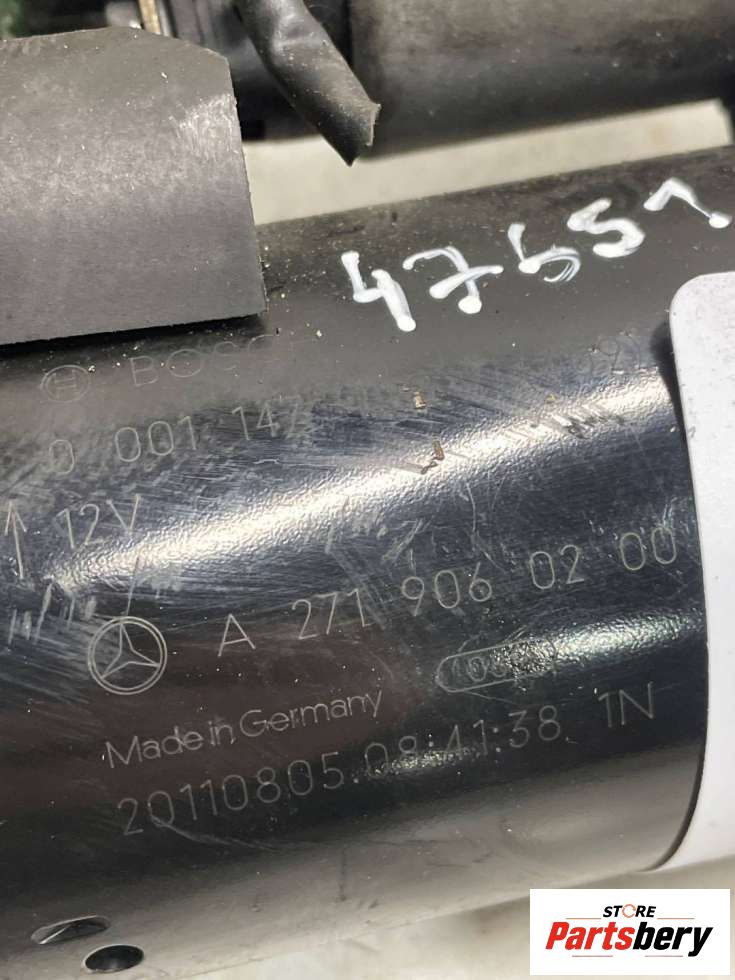 47551
BOSCH
0 001 147
12V
A 271 906 02 00
Made in Germany
20110805.08:41:38 1N
STORE
Partsbery